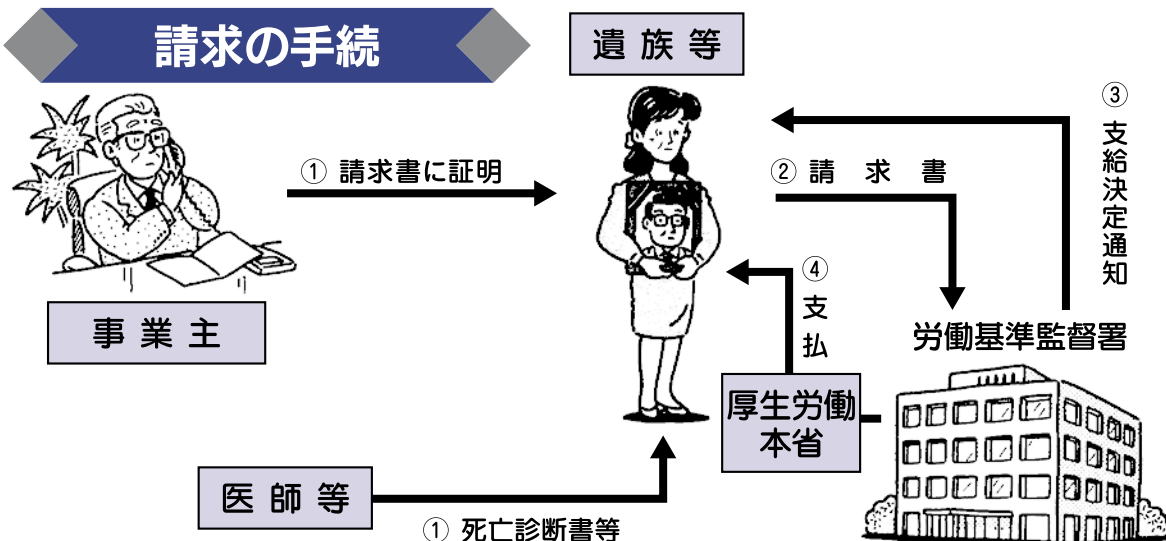 請求の手続
遺族等
① 請求書に証明
② 請求書
③ 支給決定通知
④ 支払
事業主
労働基準監督署
厚生労働
本省
医師等
① 死亡診断書等